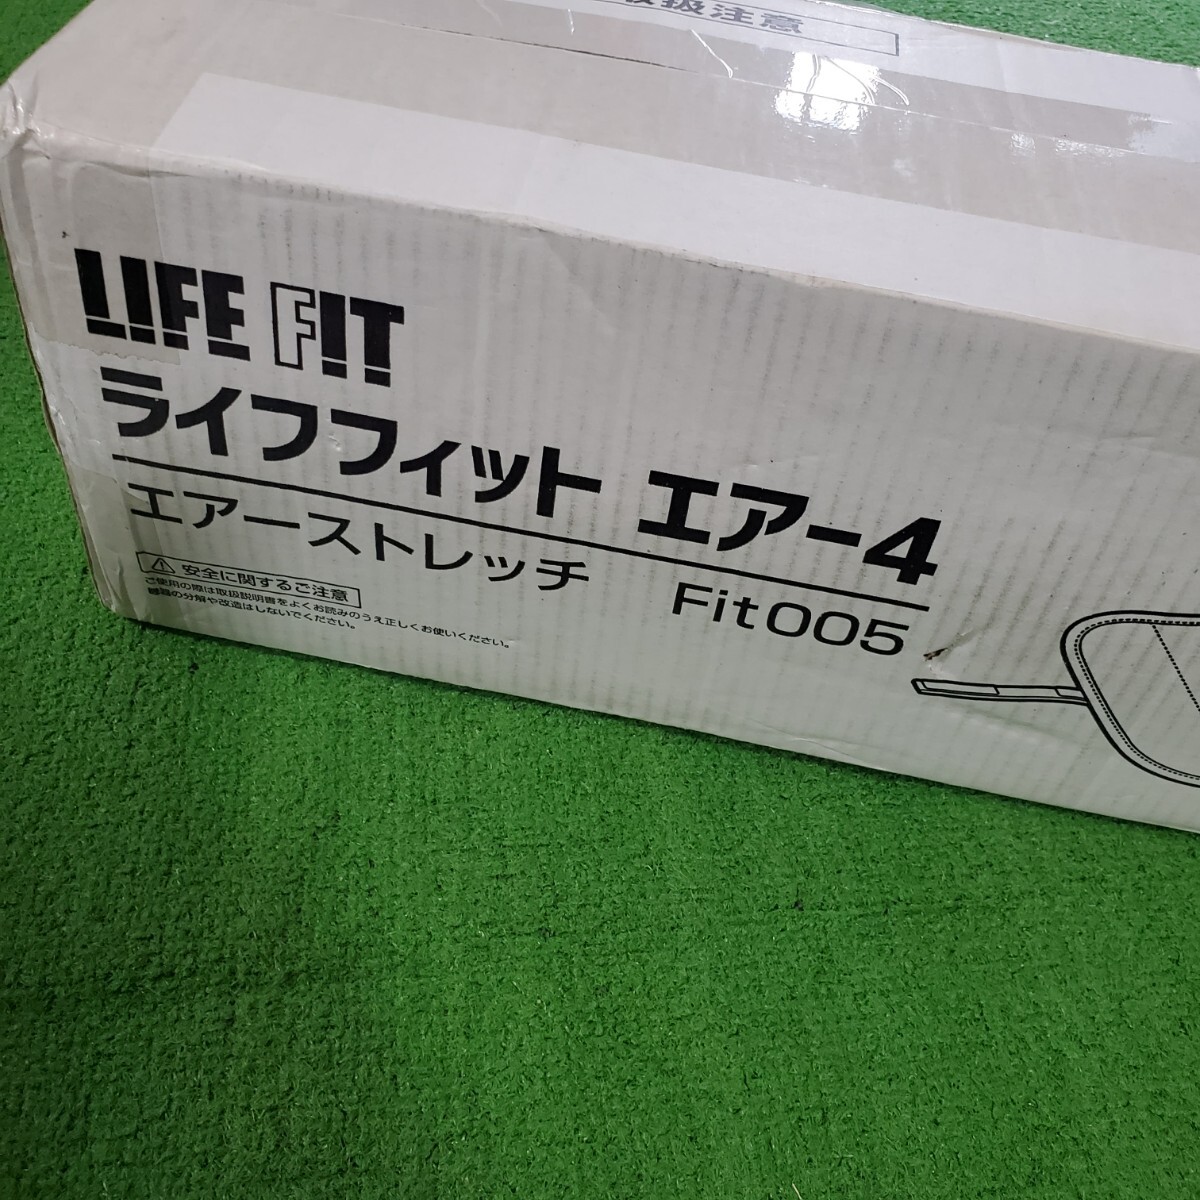 取扱注意
LIFE FIT
ライフフィット エアー4
エアーストレッチ Fit005
安全に関するご注意
ご使用の際は取扱説明書をよくお読みのうえ正しくお使いください。
機器の分解や改造はしないでください。